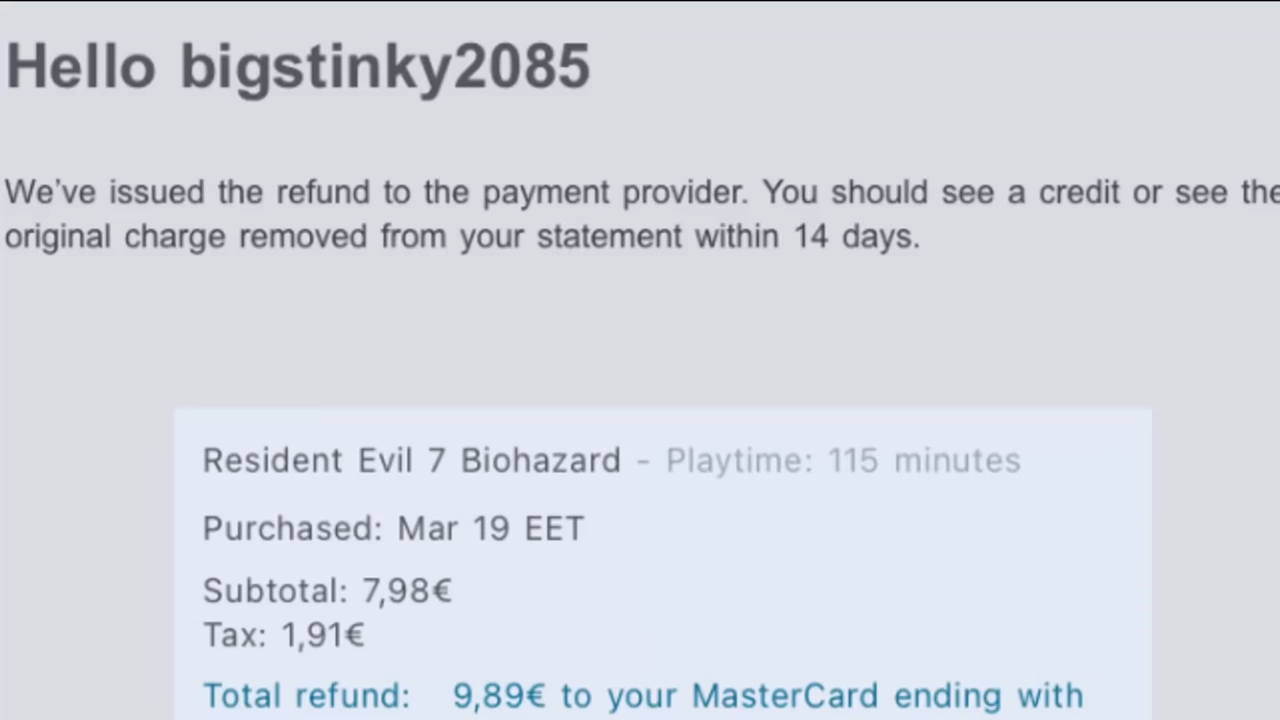 Hello bigstinky2085
We’ve issued the refund to the payment provider. You should see a credit or see the
original charge removed from your statement within 14 days.
Resident Evil 7 Biohazard - Playtime: 115 minutes
Purchased: Mar 19 EET
Subtotal: 7,98€
Tax: 1,91€
Total refund: 9,89€ to your MasterCard ending with